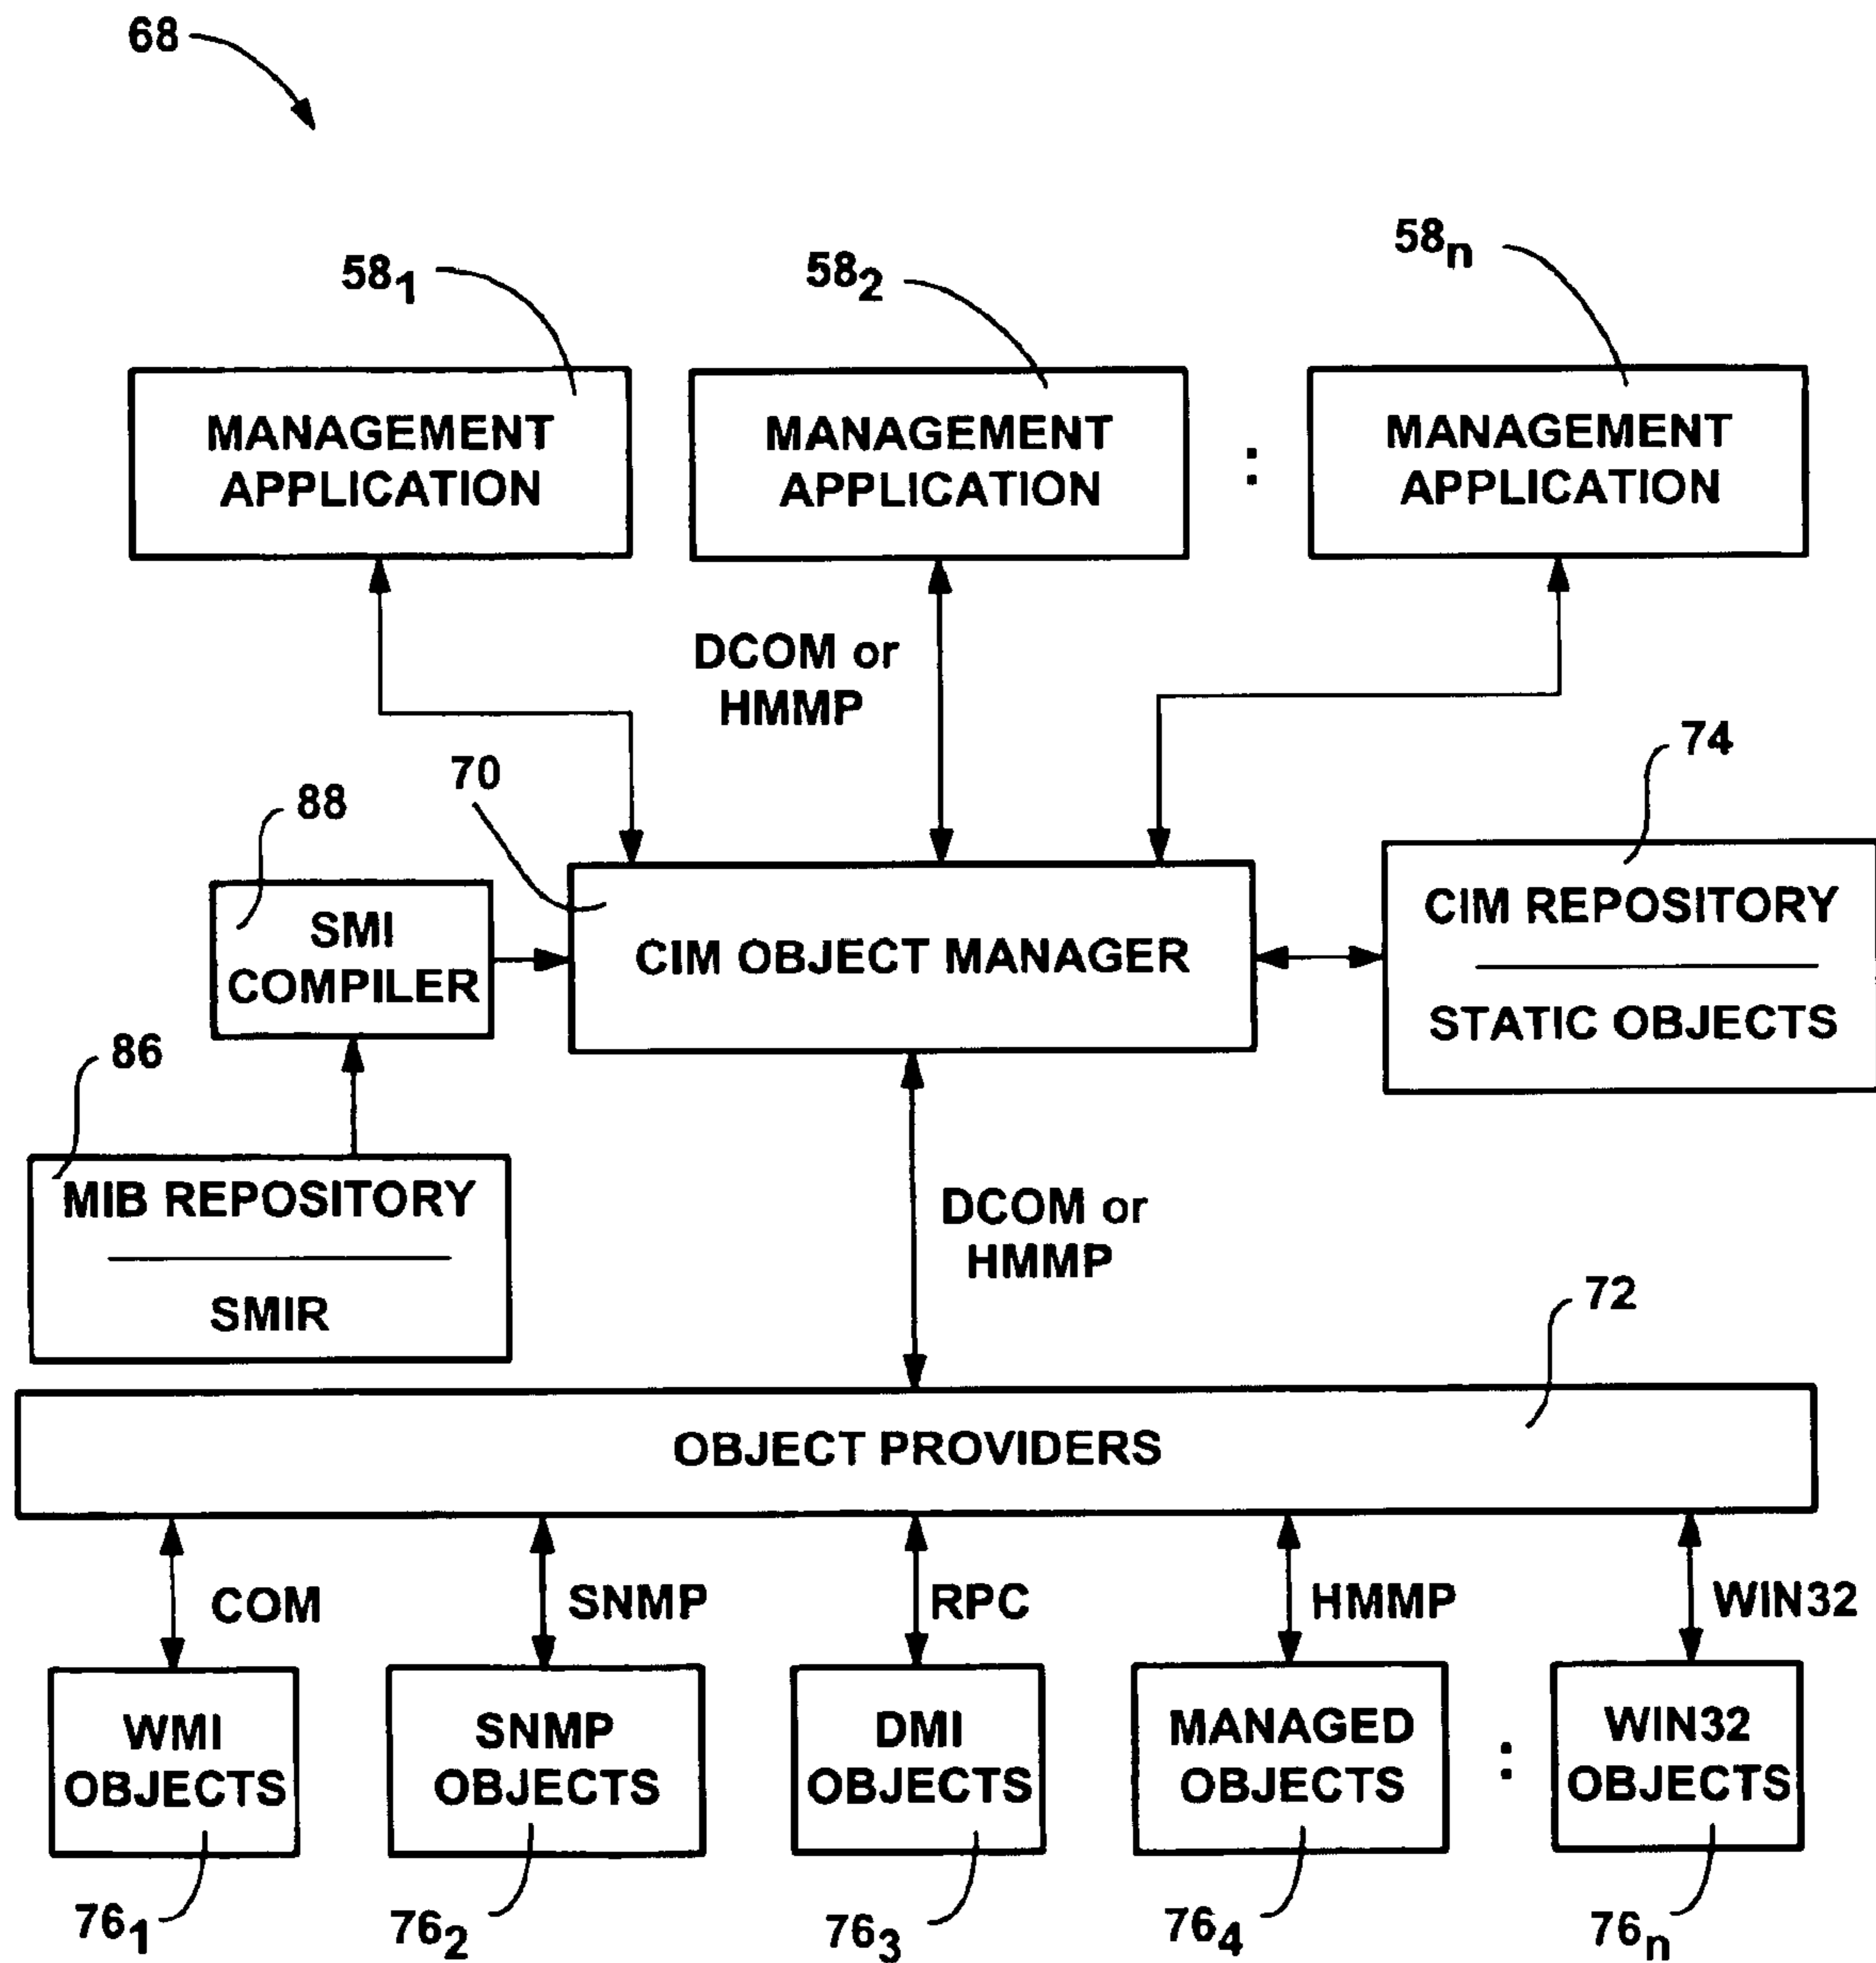 68
58₁
58₂
58ₙ
MANAGEMENT
APPLICATION
MANAGEMENT
APPLICATION
:
MANAGEMENT
APPLICATION
DCOM or
HMMP
74
70
88
SMI
COMPILER
CIM OBJECT MANAGER
CIM REPOSITORY
STATIC OBJECTS
86
MIB REPOSITORY
SMIR
DCOM or
HMMP
72
OBJECT PROVIDERS
COM
SNMP
RPC
HMMP
WIN32
WMI
OBJECTS
SNMP
OBJECTS
DMI
OBJECTS
MANAGED
OBJECTS
:
WIN32
OBJECTS
76₁
76₂
76₃
76₄
76ₙ